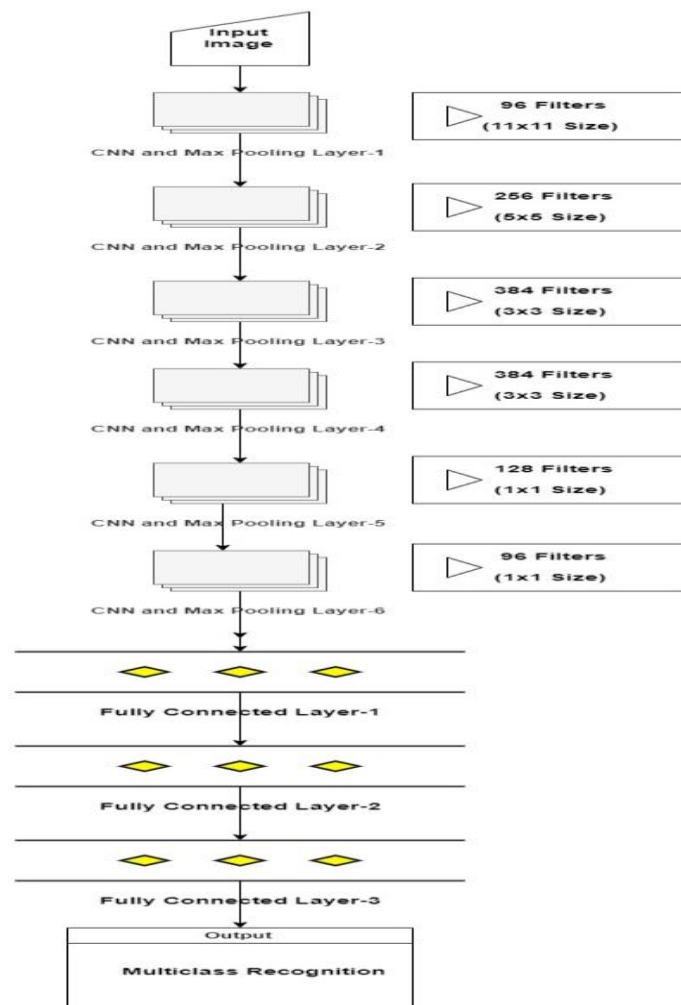 Input
Image
96 Filters
(11x11 Size)
CNN and Max Pooling Layer-1
256 Filters
(5x5 Size)
CNN and Max Pooling Layer-2
384 Filters
(3x3 Size)
CNN and Max Pooling Layer-3
384 Filters
(3x3 Size)
CNN and Max Pooling Layer-4
128 Filters
(1x1 Size)
CNN and Max Pooling Layer-5
96 Filters
(1x1 Size)
CNN and Max Pooling Layer-6
Fully Connected Layer-1
Fully Connected Layer-2
Fully Connected Layer-3
Output
Multiclass Recognition